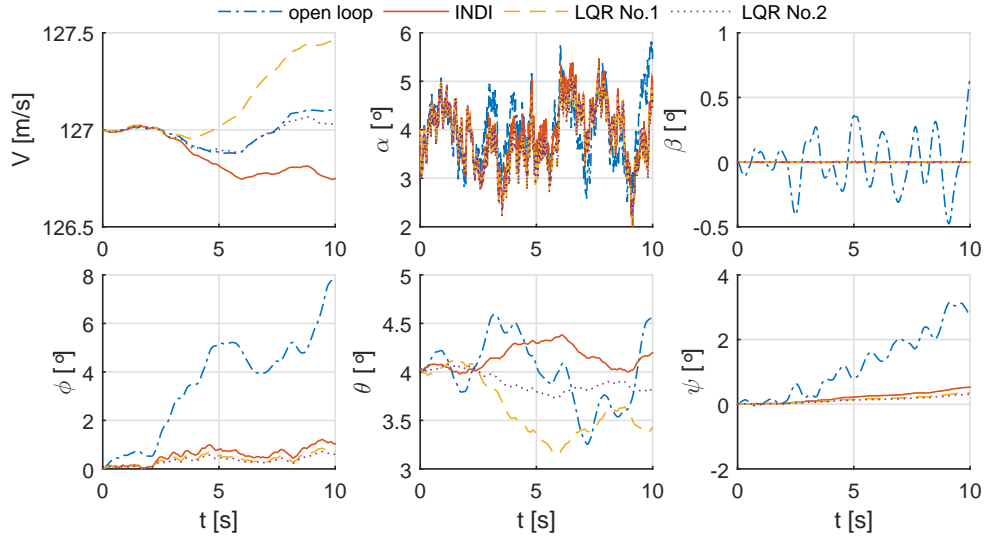 open loop INDI LQR No.1 LQR No.2
V [m/s]
127.5
127
126.5
0 5 10
α [°]
6
5
4
3
2
0 5 10
β [°]
1
0.5
0
-0.5
0 5 10
ϕ [°]
8
6
4
2
0
0 5 10
t [s]
θ [°]
5
4.5
4
3.5
3
0 5 10
t [s]
ψ [°]
4
2
0
-2
0 5 10
t [s]